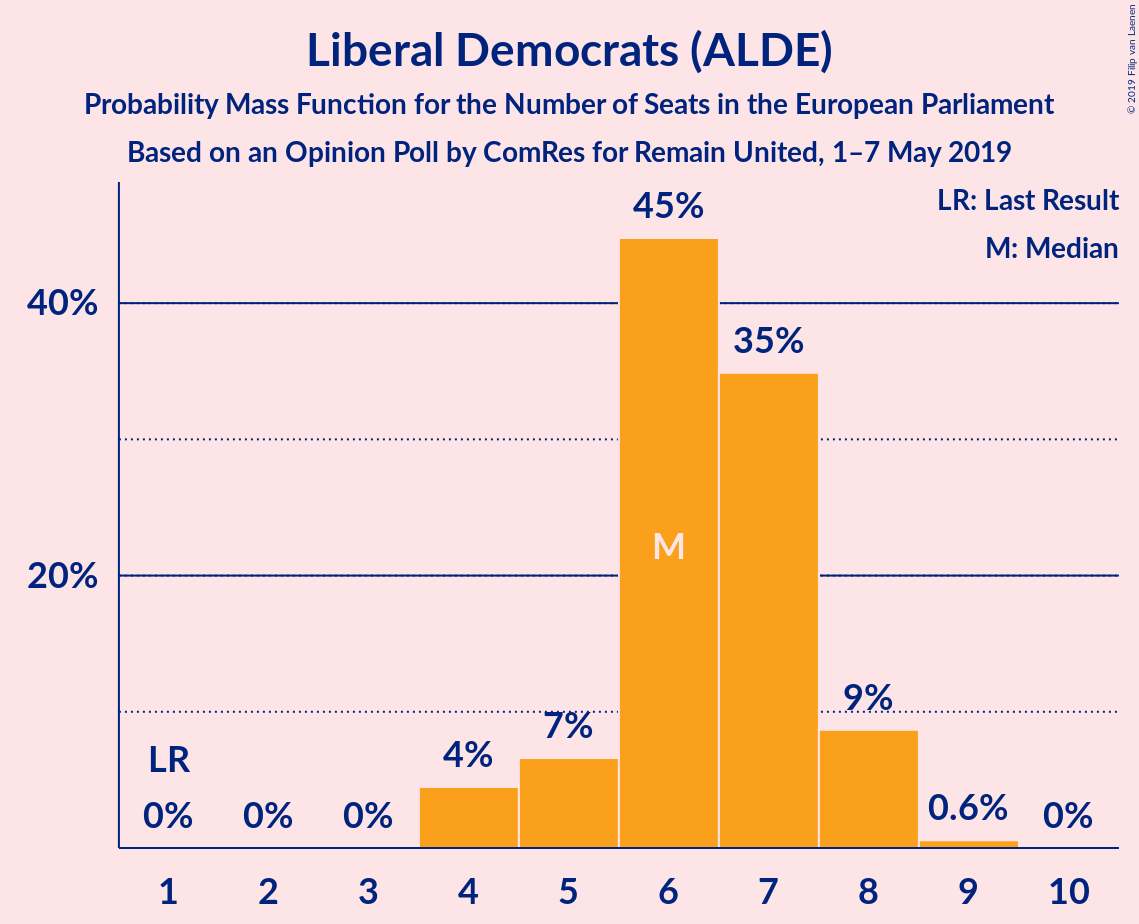 Liberal Democrats (ALDE)
Probability Mass Function for the Number of Seats in the European Parliament
Based on an Opinion Poll by ComRes for Remain United, 1–7 May 2019
© 2019 Filip van Laenen
LR: Last Result
M: Median
45%
40%
35%
M
20%
9%
7%
4%
LR
0.6%
0%
0%
0%
0%
1 2 3 4 5 6 7 8 9 10